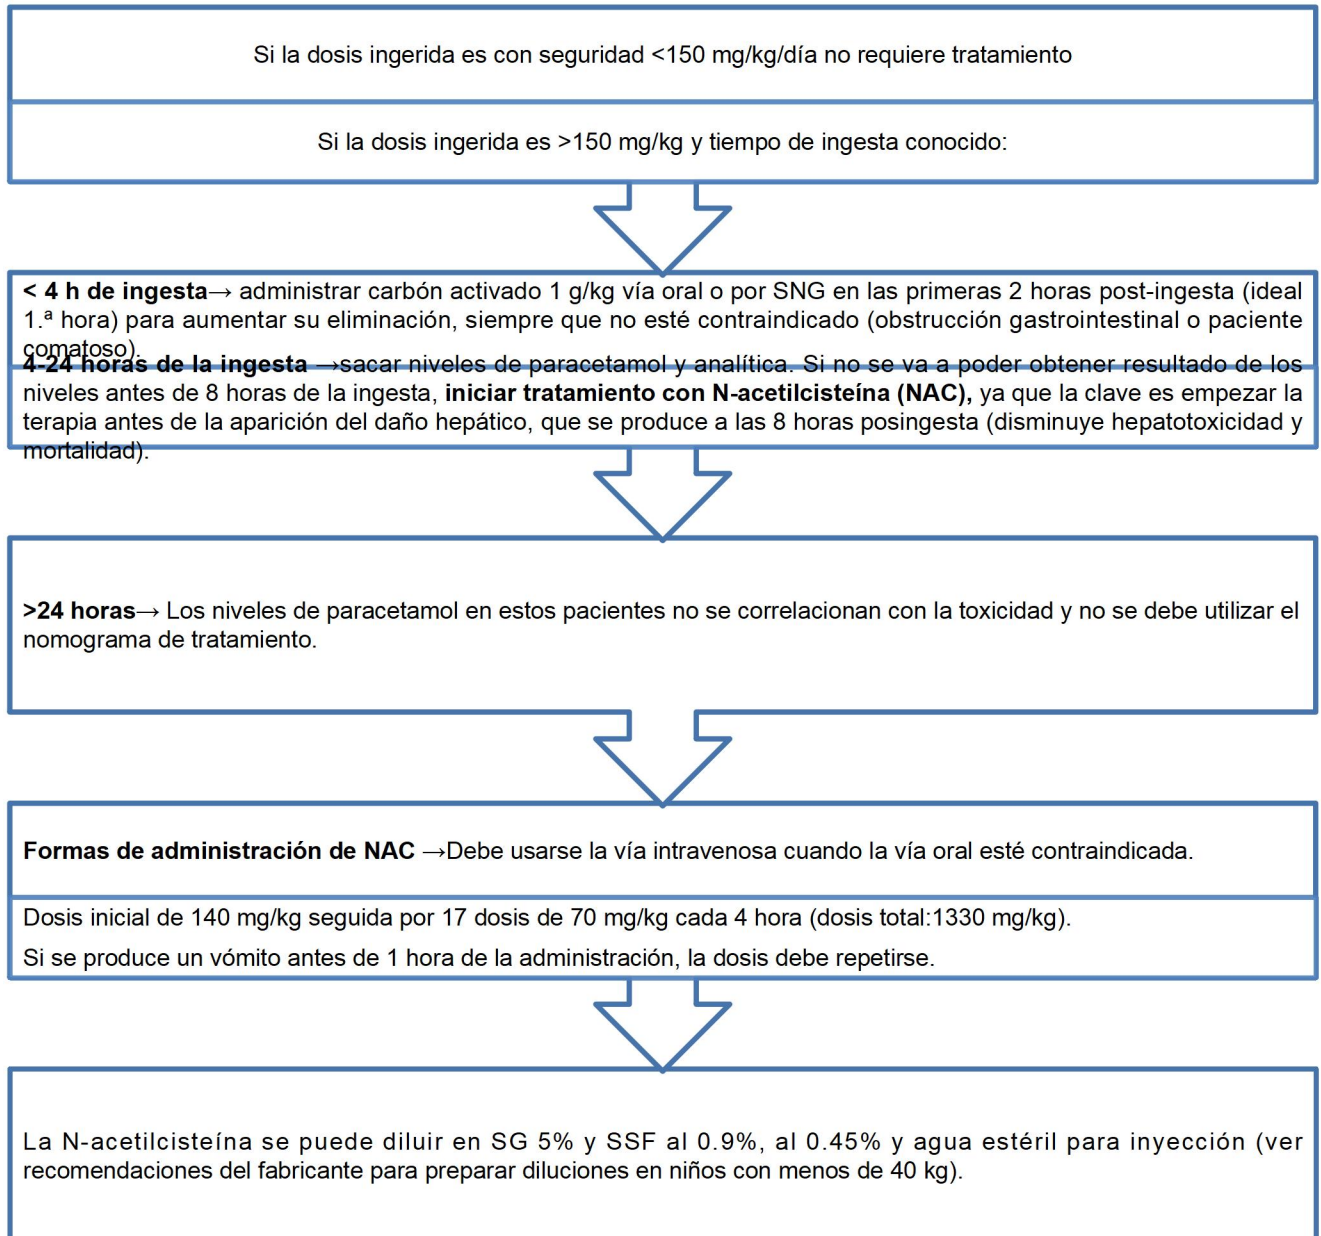 Si la dosis ingerida es con seguridad <150 mg/kg/día no requiere tratamiento
Si la dosis ingerida es >150 mg/kg y tiempo de ingesta conocido:
< 4 h de ingesta→ administrar carbón activado 1 g/kg vía oral o por SNG en las primeras 2 horas post-ingesta (ideal
1.ª hora) para aumentar su eliminación, siempre que no esté contraindicado (obstrucción gastrointestinal o paciente
comatoso).
4-24 horas de la ingesta →sacar niveles de paracetamol y analítica. Si no se va a poder obtener resultado de los
niveles antes de 8 horas de la ingesta, iniciar tratamiento con N-acetilcisteína (NAC), ya que la clave es empezar la
terapia antes de la aparición del daño hepático, que se produce a las 8 horas posingesta (disminuye hepatotoxicidad y
mortalidad).
>24 horas→ Los niveles de paracetamol en estos pacientes no se correlacionan con la toxicidad y no se debe utilizar el
nomograma de tratamiento.
Formas de administración de NAC →Debe usarse la vía intravenosa cuando la vía oral esté contraindicada.
Dosis inicial de 140 mg/kg seguida por 17 dosis de 70 mg/kg cada 4 hora (dosis total:1330 mg/kg).
Si se produce un vómito antes de 1 hora de la administración, la dosis debe repetirse.
La N-acetilcisteína se puede diluir en SG 5% y SSF al 0.9%, al 0.45% y agua estéril para inyección (ver
recomendaciones del fabricante para preparar diluciones en niños con menos de 40 kg).